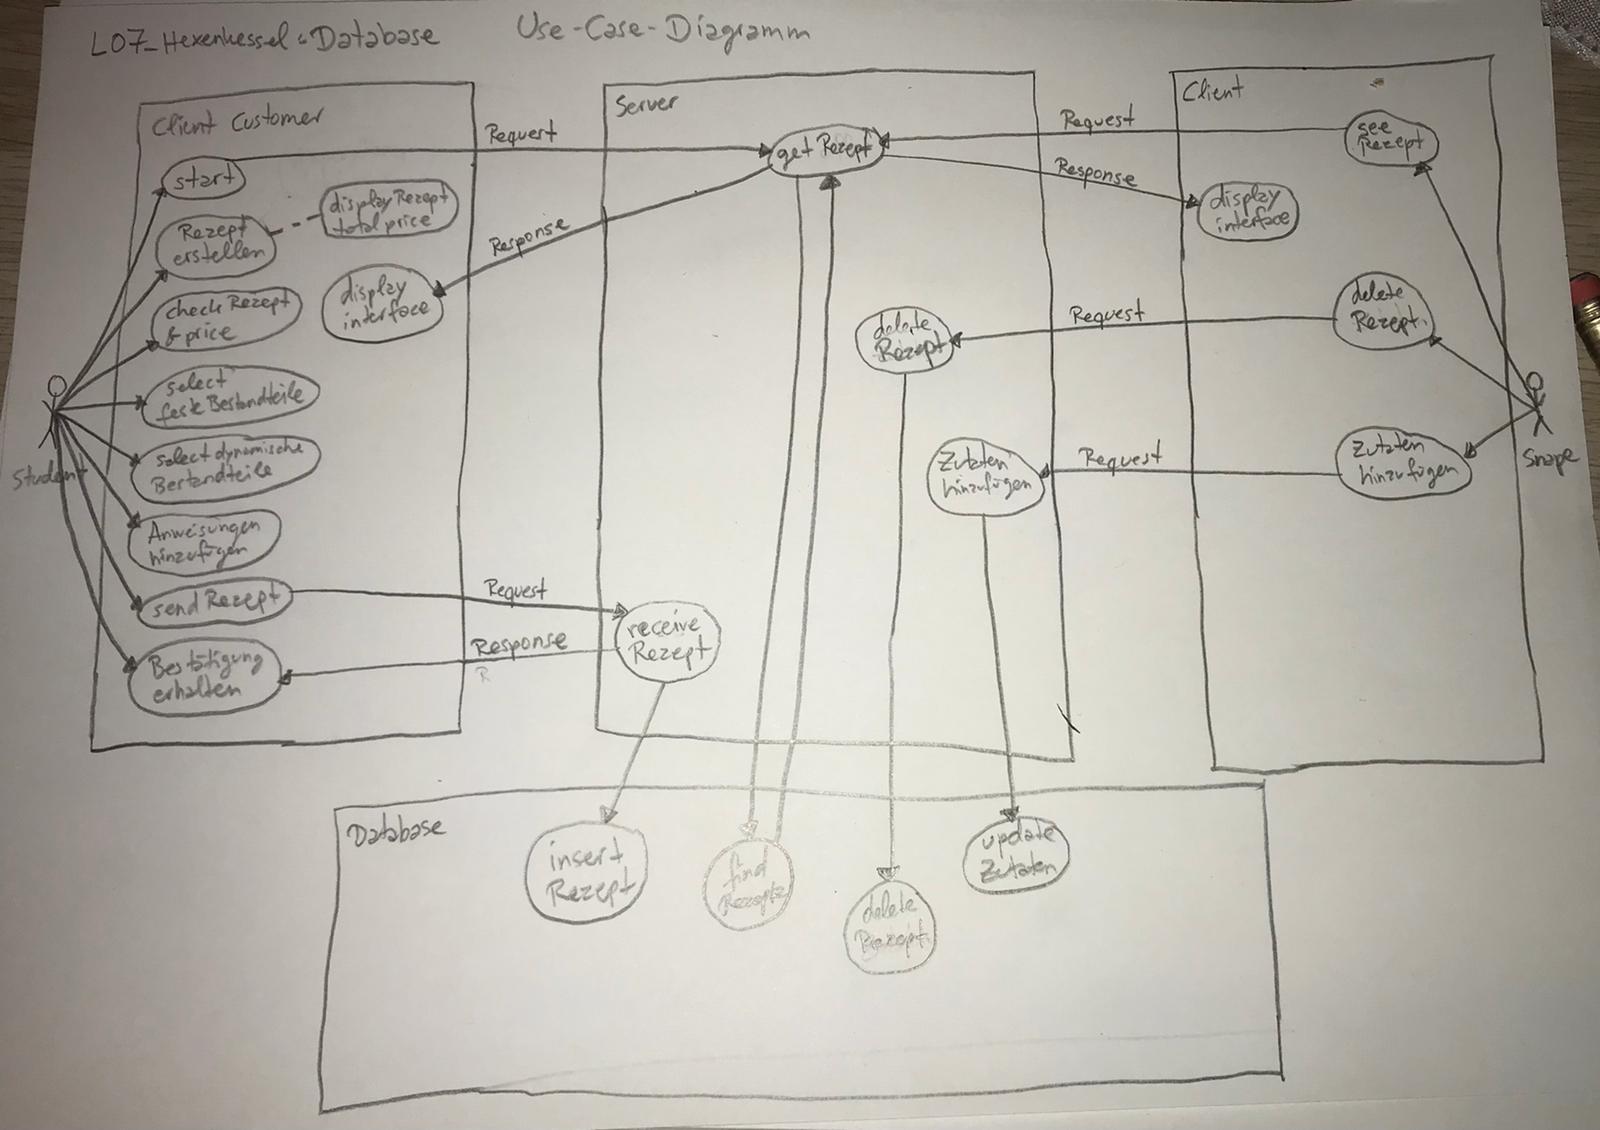 L07_Hexenkessel Database
Use-Case-Diagramm
Client Customer
start
Rezept
erstellen
display Rezept
total price
display
interface
check Rezept
& price
select
feste Bestandteile
select dynamische
Bestandteile
Anweisungen
hinzufügen
send Rezept
Bestätigung
erhalten
Student
Request
Response
Request
Response
R
Server
get Rezept
delete
Rezept
Zutaten
hinzufügen
receive
Rezept
Request
Response
Request
Request
Client
see
Rezept
display
interface
delete
Rezept
Zutaten
hinzufügen
Snape
Database
insert
Rezept
find
Rezepte
delete
Rezept
update
Zutaten